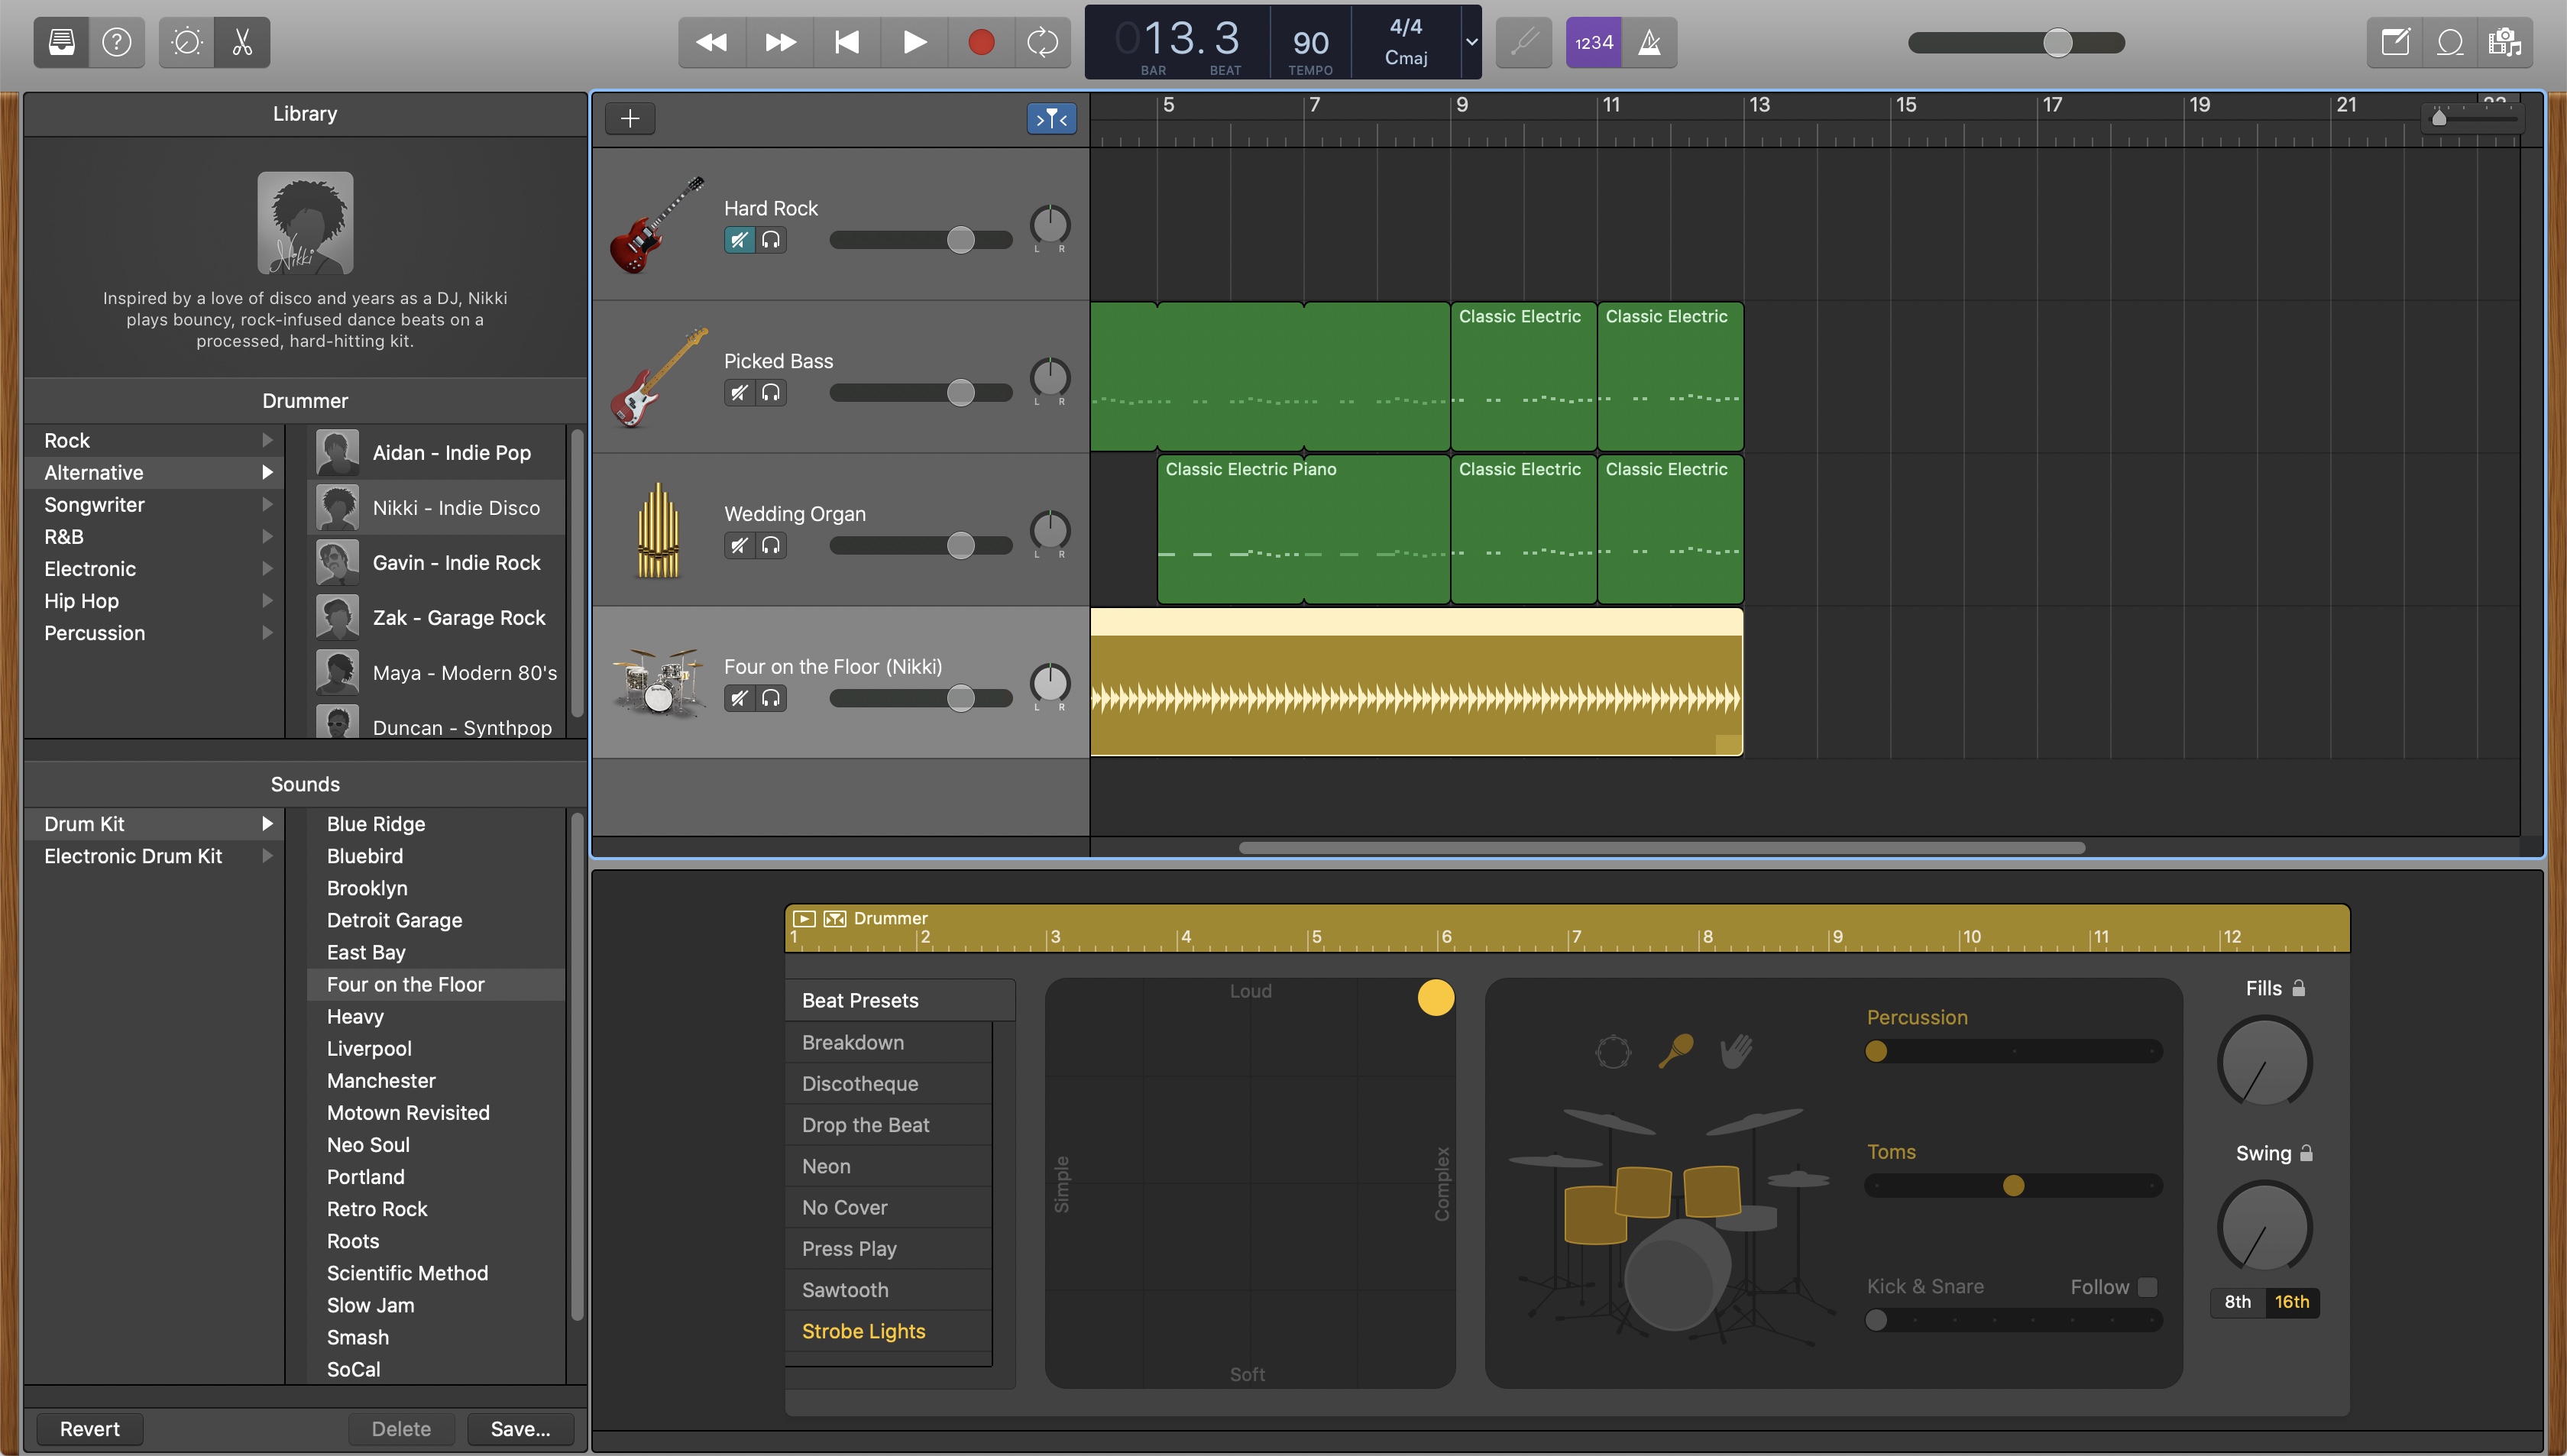 013.3
BAR
BEAT
90
TEMPO
4/4
Cmaj
1234
Library
Nikki
Inspired by a love of disco and years as a DJ, Nikki
plays bouncy, rock-infused dance beats on a
processed, hard-hitting kit.
Drummer
Rock
Alternative
Songwriter
R&B
Electronic
Hip Hop
Percussion
Aidan - Indie Pop
Nikki - Indie Disco
Gavin - Indie Rock
Zak - Garage Rock
Maya - Modern 80's
Duncan - Synthpop
Sounds
Drum Kit
Electronic Drum Kit
Blue Ridge
Bluebird
Brooklyn
Detroit Garage
East Bay
Four on the Floor
Heavy
Liverpool
Manchester
Motown Revisited
Neo Soul
Portland
Retro Rock
Roots
Scientific Method
Slow Jam
Smash
SoCal
Revert
Delete
Save...
5 7 9 11 13 15 17 19 21
Hard Rock
L R
Picked Bass
L R
Classic Electric
Classic Electric
Wedding Organ
L R
Classic Electric Piano
Classic Electric
Classic Electric
Four on the Floor (Nikki)
L R
Drummer
1 2 3 4 5 6 7 8 9 10 11 12
Beat Presets
Breakdown
Discotheque
Drop the Beat
Neon
No Cover
Press Play
Sawtooth
Strobe Lights
Loud
Simple
Complex
Soft
Percussion
Toms
Kick & Snare
Follow
Fills
Swing
8th
16th